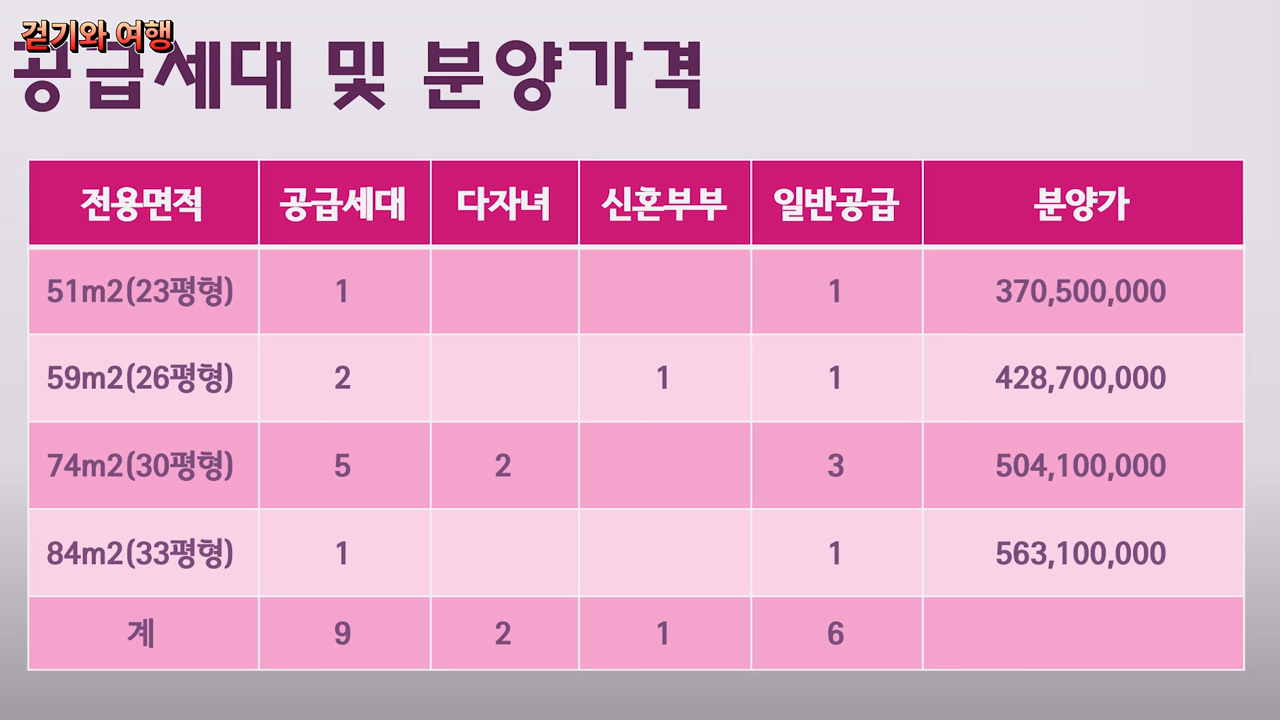 걷기와 여행
공급세대 및 분양가격
전용면적 공급세대 다자녀 신혼부부 일반공급 분양가
51m2(23평형) 1 1 370,500,000
59m2(26평형) 2 1 1 428,700,000
74m2(30평형) 5 2 3 504,100,000
84m2(33평형) 1 1 563,100,000
계 9 2 1 6